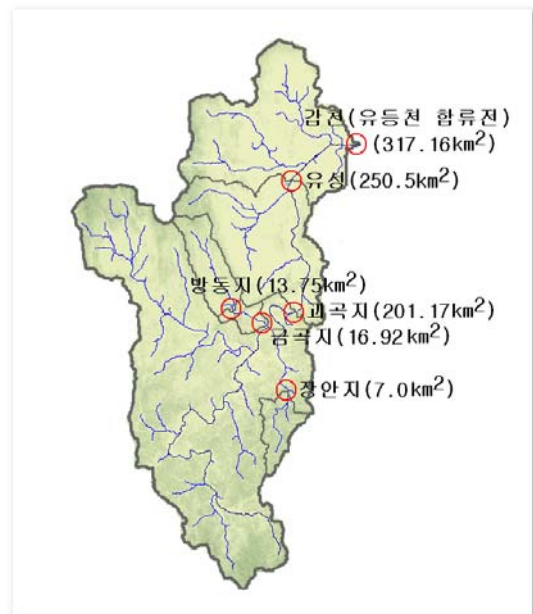 갑천(유등천 합류전)
(317.16km²)
유성(250.5km²)
방동지(13.75km²)
괴곡지(201.17km²)
금곡지(16.92km²)
장안지(7.0km²)